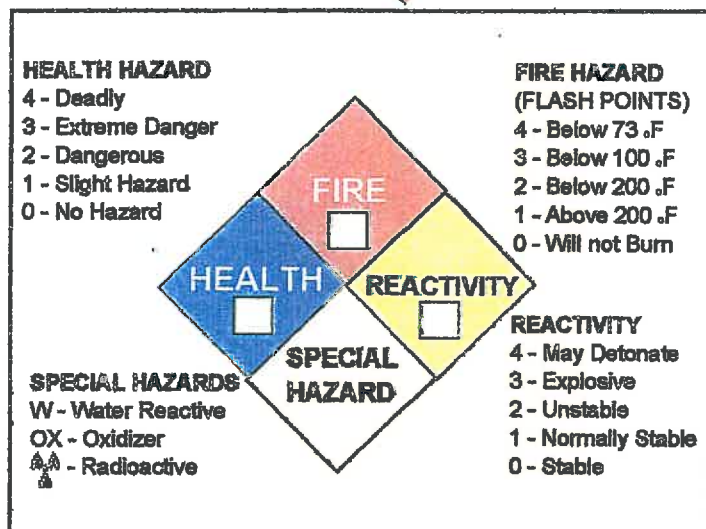 HEALTH HAZARD
4 - Deadly
3 - Extreme Danger
2 - Dangerous
1 - Slight Hazard
0 - No Hazard
FIRE HAZARD
(FLASH POINTS)
4 - Below 73 °F
3 - Below 100 °F
2 - Below 200 °F
1 - Above 200 °F
0 - Will not Burn
FIRE
HEALTH
REACTIVITY
SPECIAL
HAZARD
SPECIAL HAZARDS
W - Water Reactive
OX - Oxidizer
- Radioactive
REACTIVITY
4 - May Detonate
3 - Explosive
2 - Unstable
1 - Normally Stable
0 - Stable